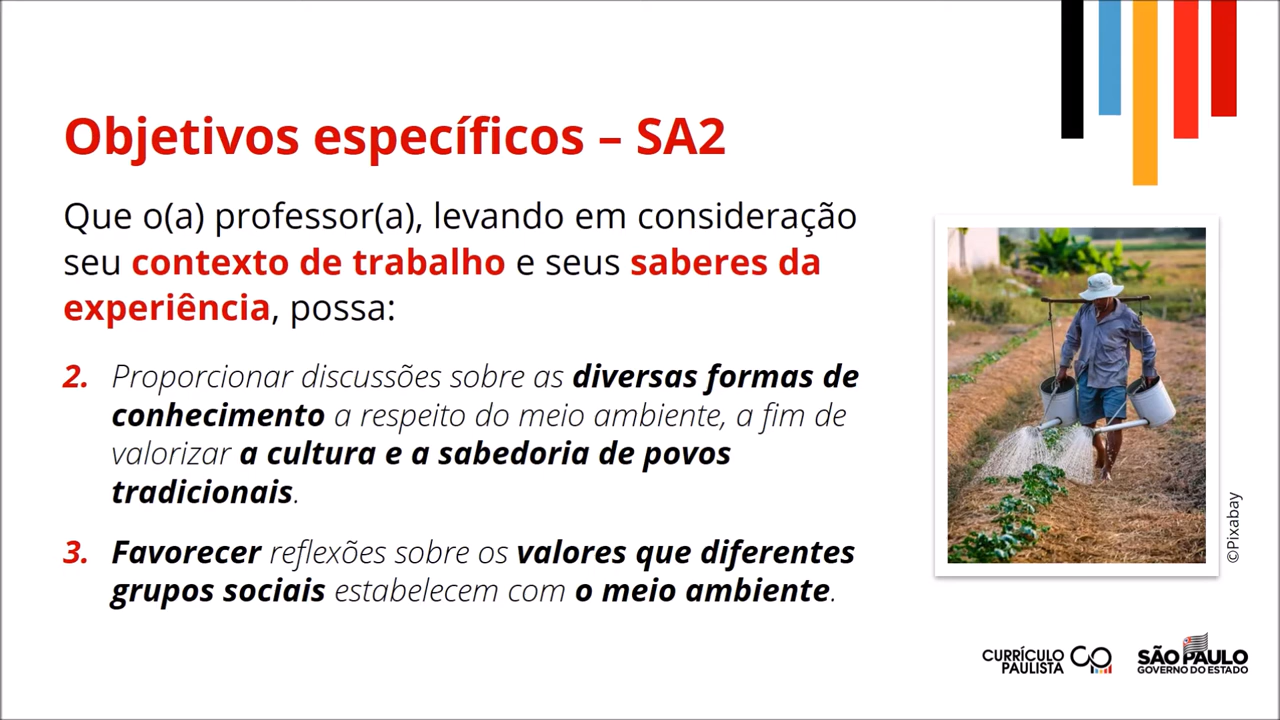 Objetivos específicos – SA2
Que o(a) professor(a), levando em consideração
seu contexto de trabalho e seus saberes da
experiência, possa:
2. Proporcionar discussões sobre as diversas formas de
conhecimento a respeito do meio ambiente, a fim de
valorizar a cultura e a sabedoria de povos
tradicionais.
3. Favorecer reflexões sobre os valores que diferentes
grupos sociais estabelecem com o meio ambiente.
©Pixabay
CURRÍCULO
PAULISTA
SÃO PAULO
GOVERNO DO ESTADO